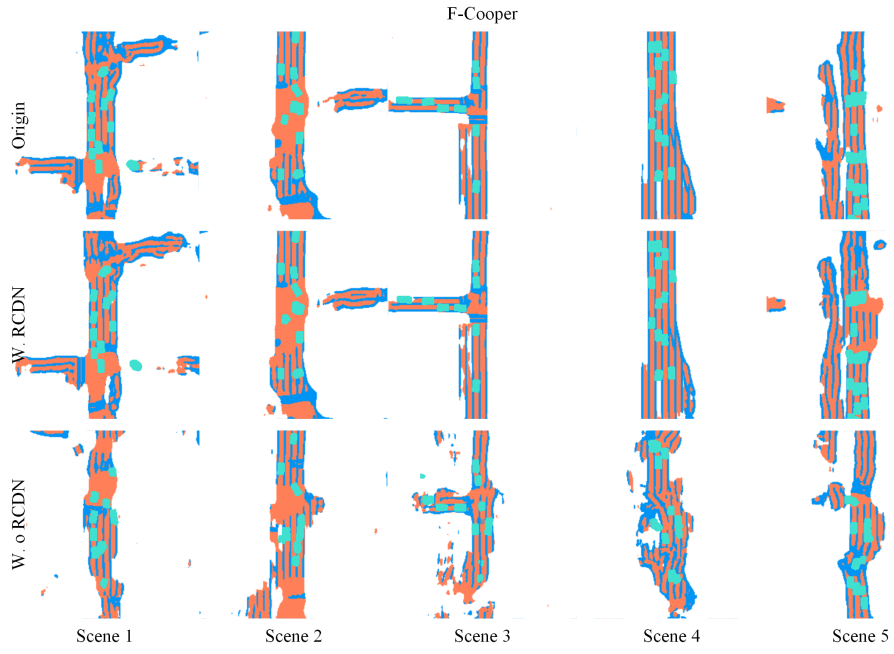 F-Cooper
Origin
W. RCDN
W. o RCDN
Scene 1 Scene 2 Scene 3 Scene 4 Scene 5